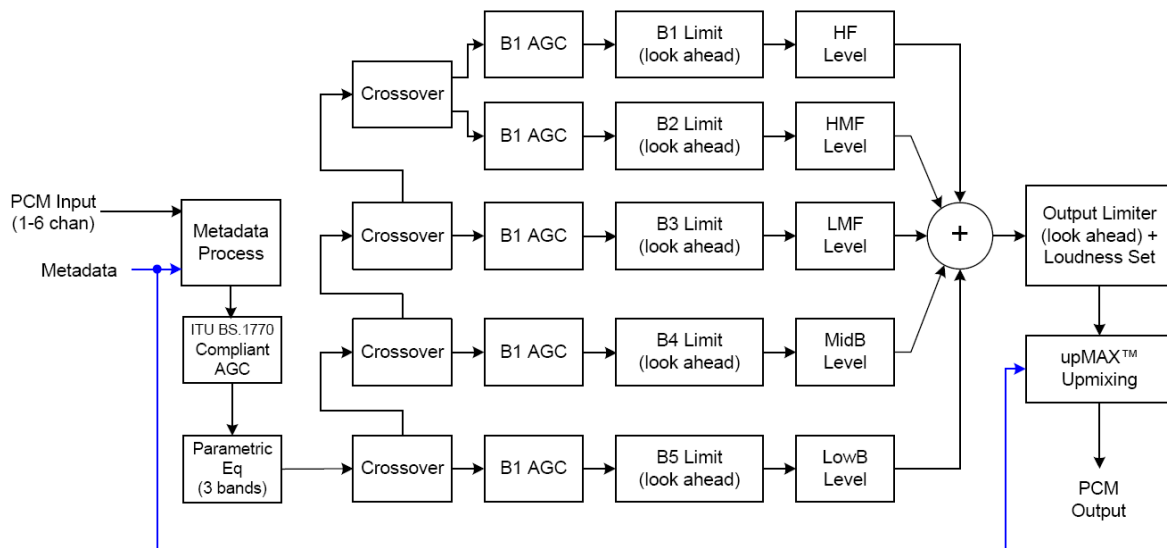 B1 AGC
B1 Limit
(look ahead)
HF
Level
Crossover
B1 AGC
B2 Limit
(look ahead)
HMF
Level
PCM Input
(1-6 chan)
Metadata
Process
Metadata
Crossover
B1 AGC
B3 Limit
(look ahead)
LMF
Level
+
Output Limiter
(look ahead) +
Loudness Set
ITU BS.1770
Compliant
AGC
Crossover
B1 AGC
B4 Limit
(look ahead)
MidB
Level
upMAX™
Upmixing
Parametric
Eq
(3 bands)
Crossover
B1 AGC
B5 Limit
(look ahead)
LowB
Level
PCM
Output